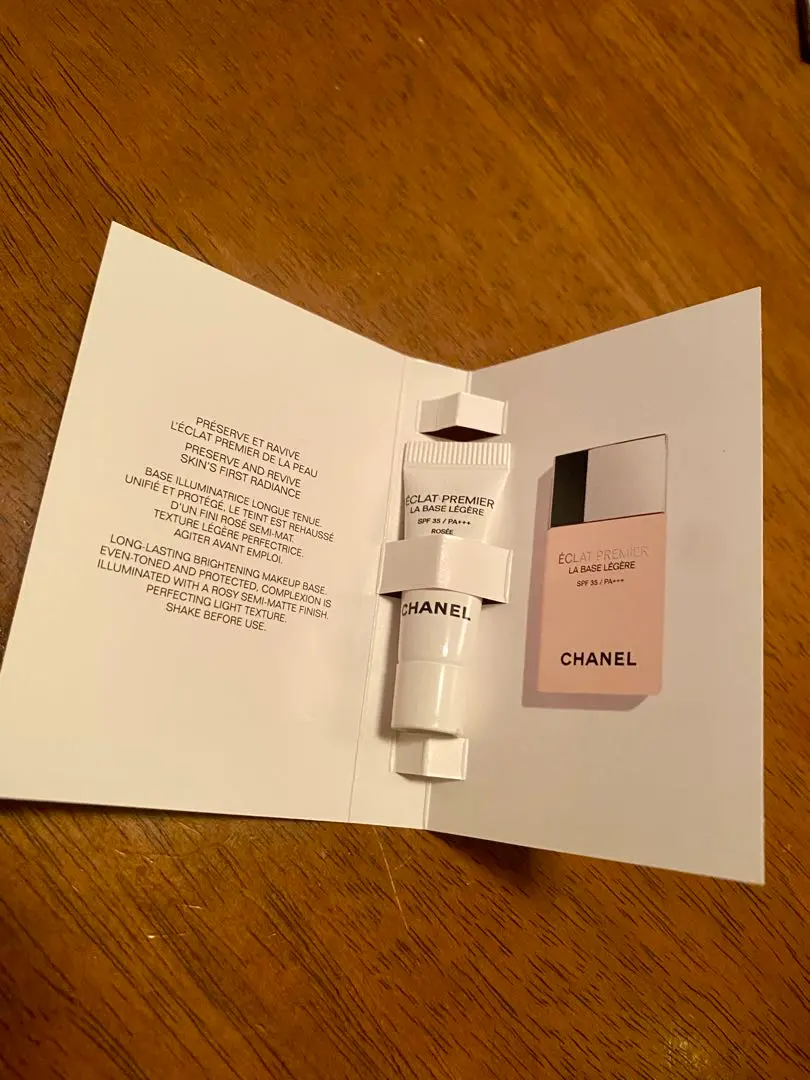 PRÉSERVE ET RAVIVE
L'ÉCLAT PREMIER DE LA PEAU
PRESERVE AND REVIVE
SKIN'S FIRST RADIANCE
BASE ILLUMINATRICE LONGUE TENUE.
UNIFIÉ ET PROTÉGÉ, LE TEINT EST REHAUSSÉ
D'UN FINI ROSÉ SEMI-MAT.
TEXTURE LÉGÈRE PERFECTRICE.
AGITER AVANT EMPLOI.
LONG-LASTING BRIGHTENING MAKEUP BASE.
EVEN-TONED AND PROTECTED, COMPLEXION IS
ILLUMINATED WITH A ROSY SEMI-MATTE FINISH.
PERFECTING LIGHT TEXTURE.
SHAKE BEFORE USE.
ÉCLAT PREMIER
LA BASE LÉGÈRE
SPF 35 / PA+++
ROSÉE
CHANEL
ÉCLAT PREMIER
LA BASE LÉGÈRE
SPF 35 / PA+++
CHANEL